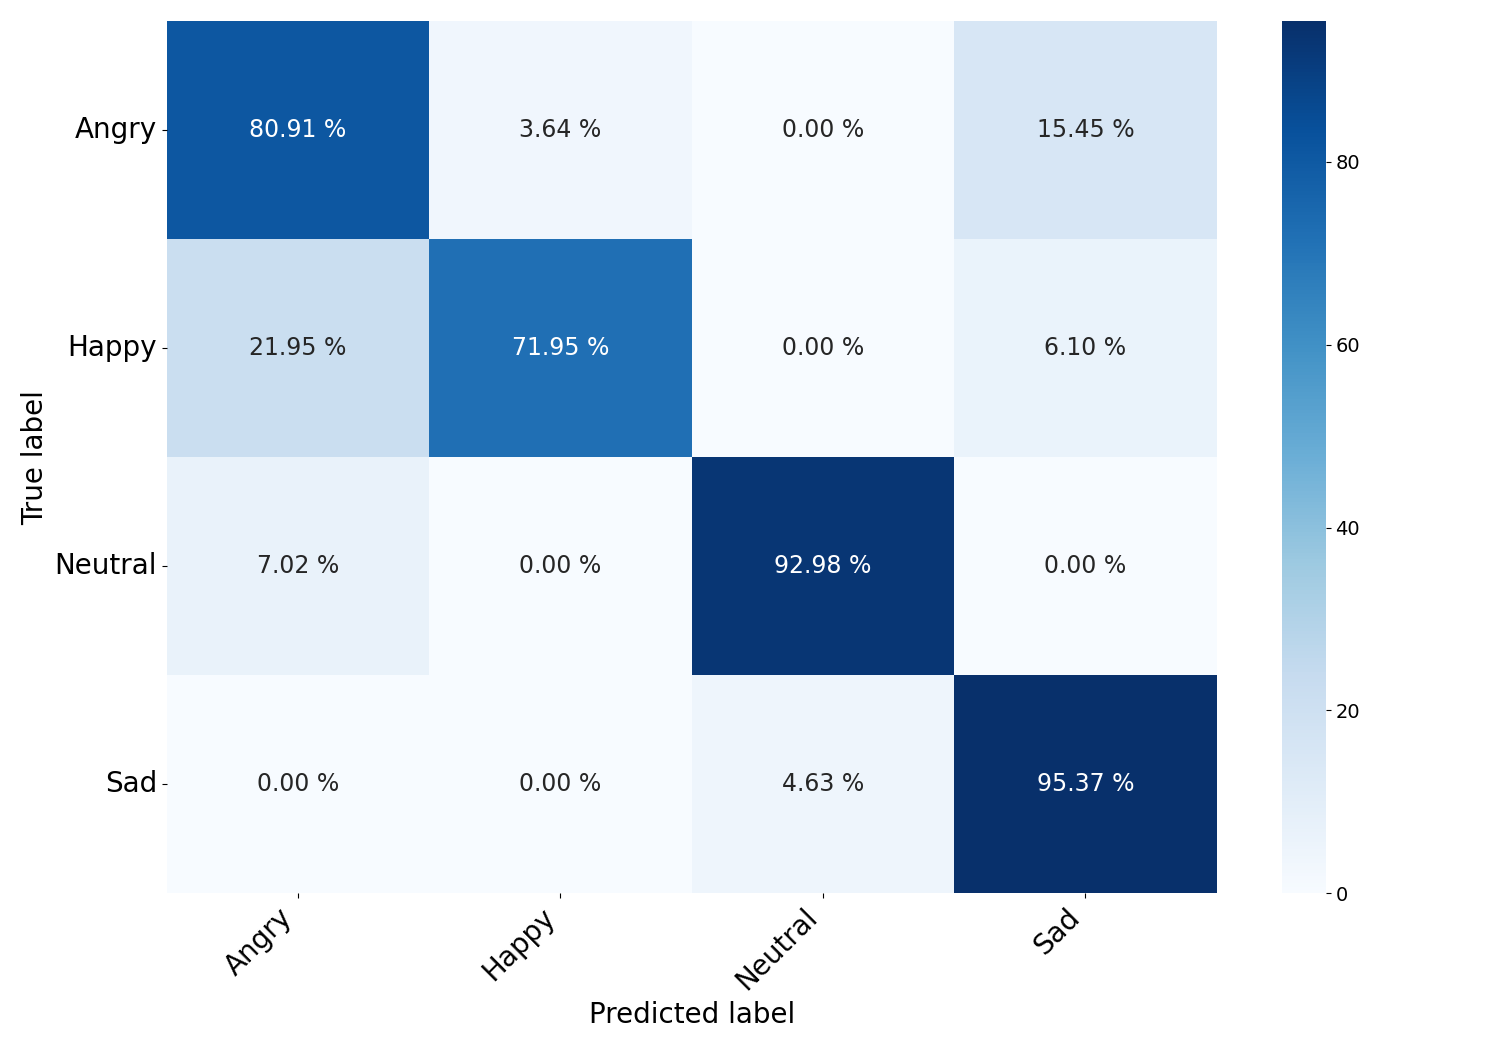 Angry 80.91 % 3.64 % 0.00 % 15.45 %
Happy 21.95 % 71.95 % 0.00 % 6.10 %
Neutral 7.02 % 0.00 % 92.98 % 0.00 %
Sad 0.00 % 0.00 % 4.63 % 95.37 %
True label
Angry Happy Neutral Sad
Predicted label
80
60
40
20
0